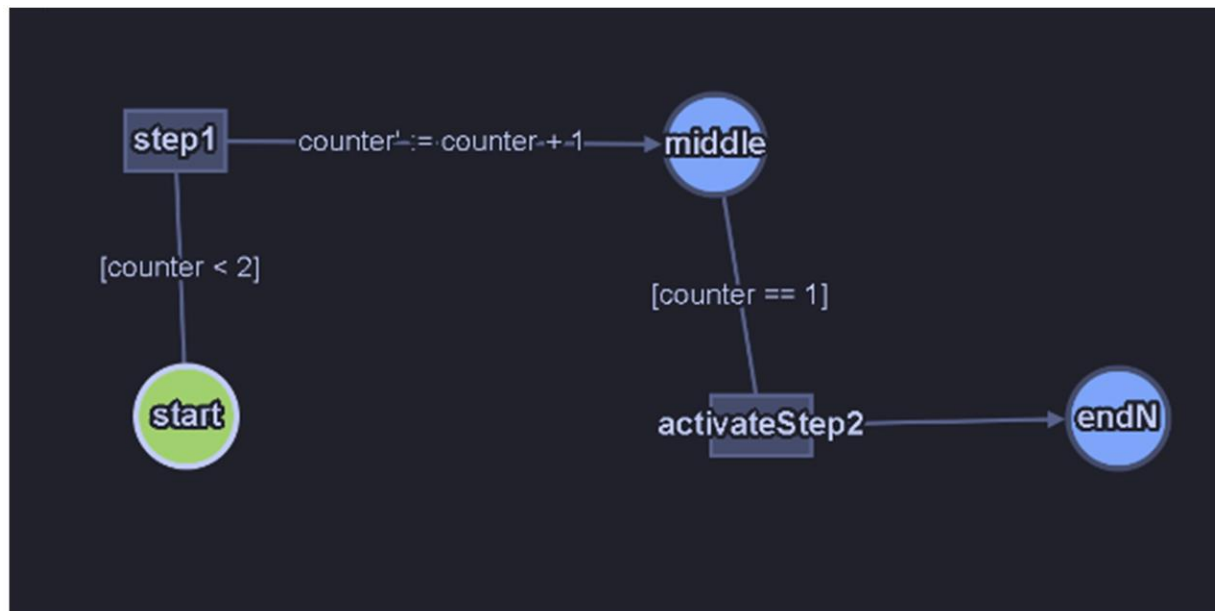 step1
counter' := counter + 1
middle
[counter < 2]
[counter == 1]
start
activateStep2
endN